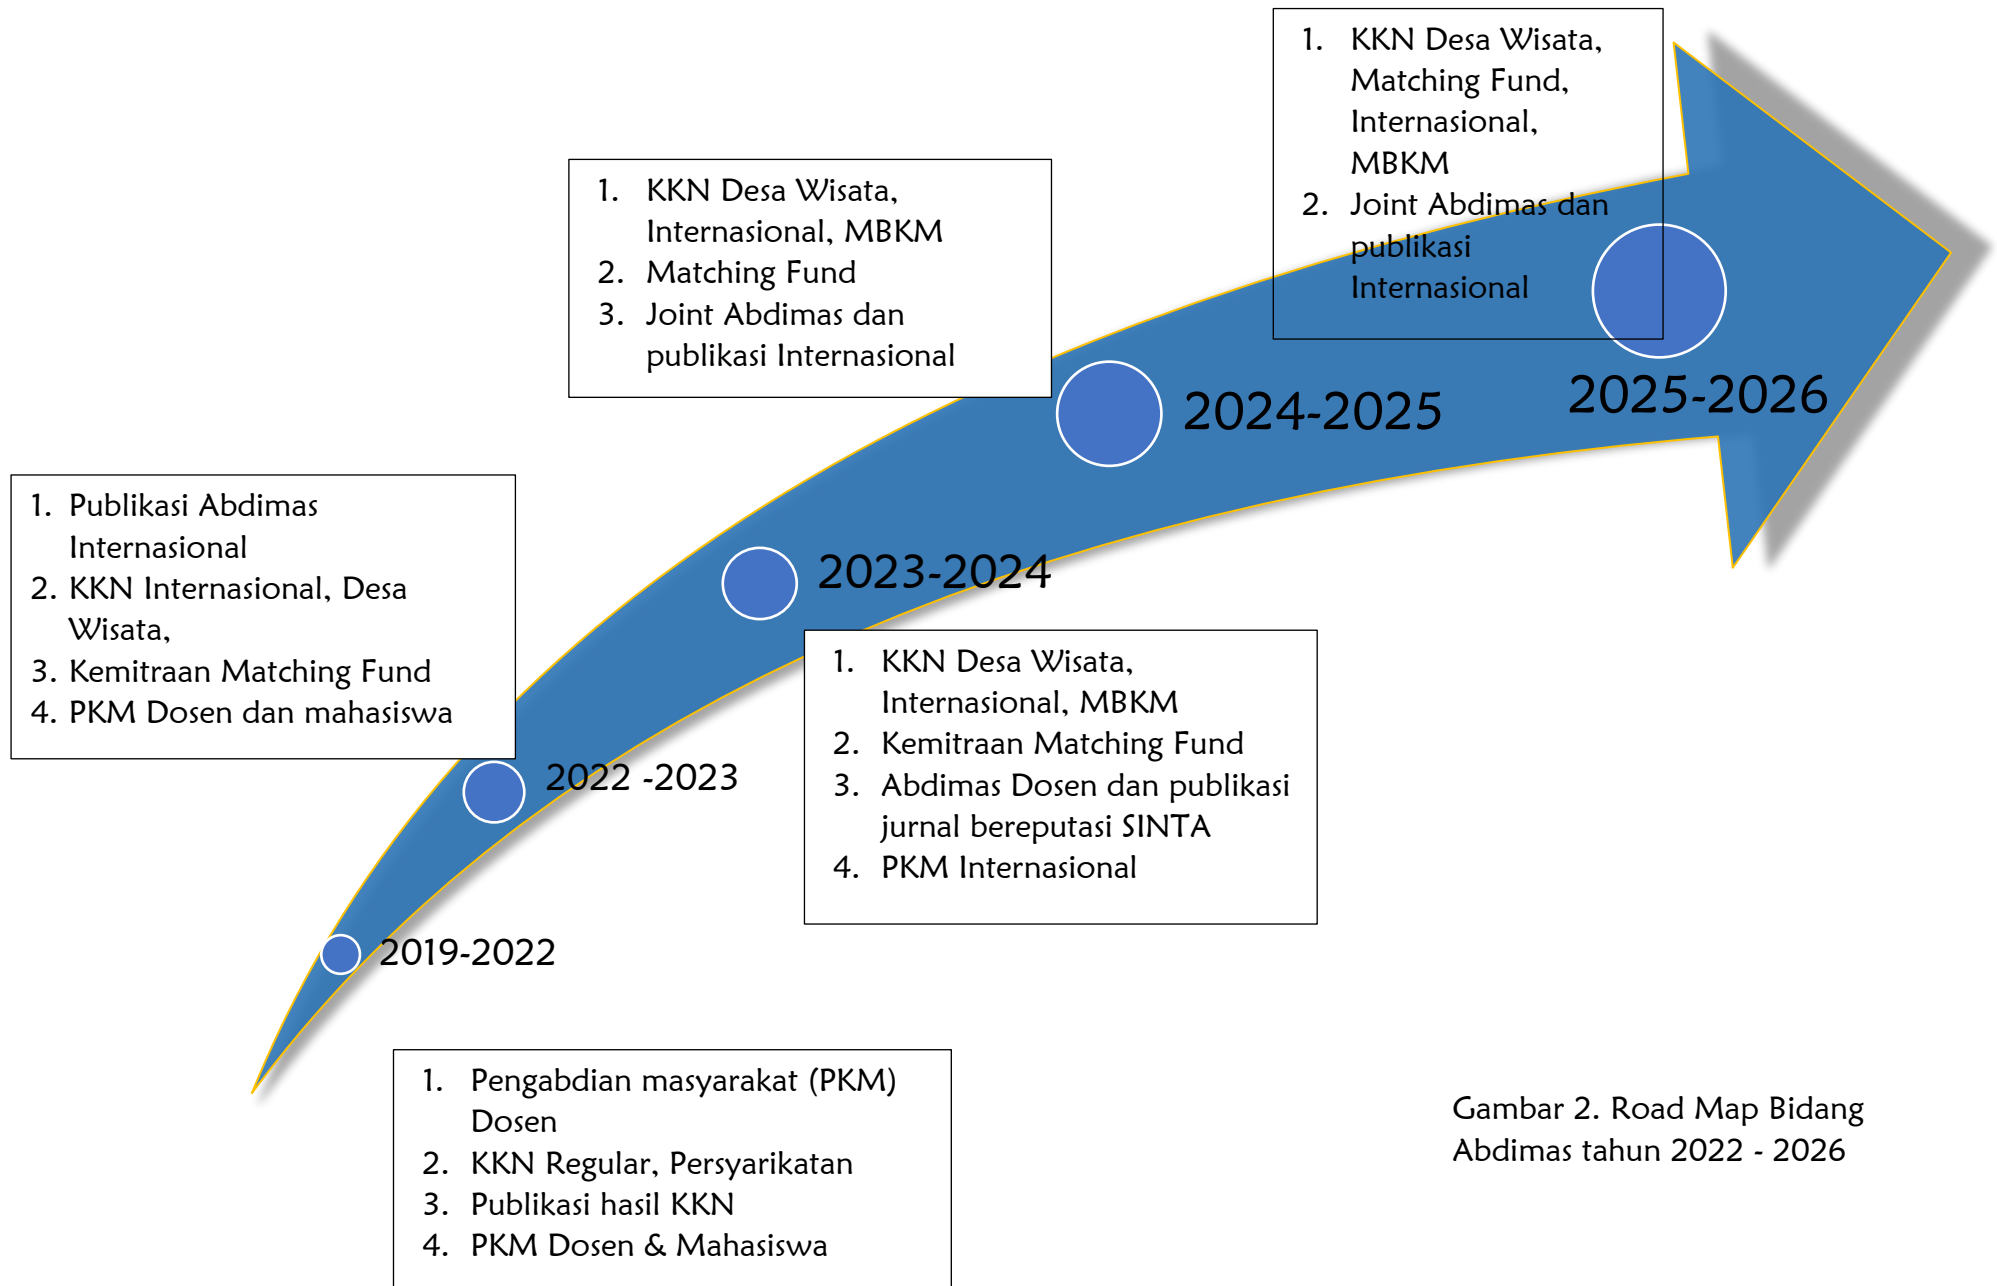 1. KKN Desa Wisata,
Matching Fund,
Internasional,
MBKM
2. Joint Abdimas dan
publikasi
Internasional
1. KKN Desa Wisata,
Internasional, MBKM
2. Matching Fund
3. Joint Abdimas dan
publikasi Internasional
2025-2026
2024-2025
1. Publikasi Abdimas
Internasional
2. KKN Internasional, Desa
Wisata,
3. Kemitraan Matching Fund
4. PKM Dosen dan mahasiswa
2023-2024
1. KKN Desa Wisata,
Internasional, MBKM
2. Kemitraan Matching Fund
3. Abdimas Dosen dan publikasi
jurnal bereputasi SINTA
4. PKM Internasional
2022 -2023
2019-2022
1. Pengabdian masyarakat (PKM)
Dosen
2. KKN Regular, Persyarikatan
3. Publikasi hasil KKN
4. PKM Dosen & Mahasiswa
Gambar 2. Road Map Bidang
Abdimas tahun 2022 - 2026